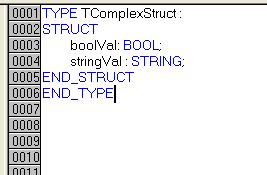 0001 TYPE TComplexStruct :
0002 STRUCT
0003 boolVal: BOOL;
0004 stringVal : STRING;
0005 END_STRUCT
0006 END_TYPE
0007
0008
0009
0010
0011